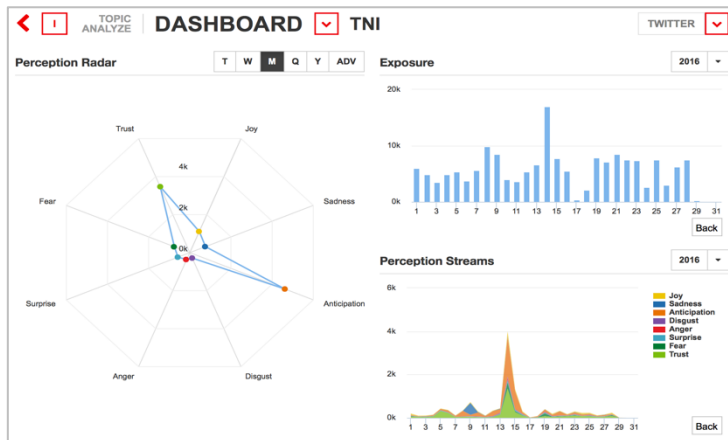 I TOPIC ANALYZE DASHBOARD TNI TWITTER
Perception Radar T W M Q Y ADV
Trust Joy
4k
Fear Sadness
2k
0k
Surprise Anticipation
Anger Disgust
Exposure 2016
20k
10k
0k
1 3 5 7 9 11 13 15 17 19 21 23 25 27 29 31
Back
Perception Streams 2016
6k
4k
2k
0k
Joy
Sadness
Anticipation
Disgust
Anger
Surprise
Fear
Trust
1 3 5 7 9 11 13 15 17 19 21 23 25 27 29 31
Back